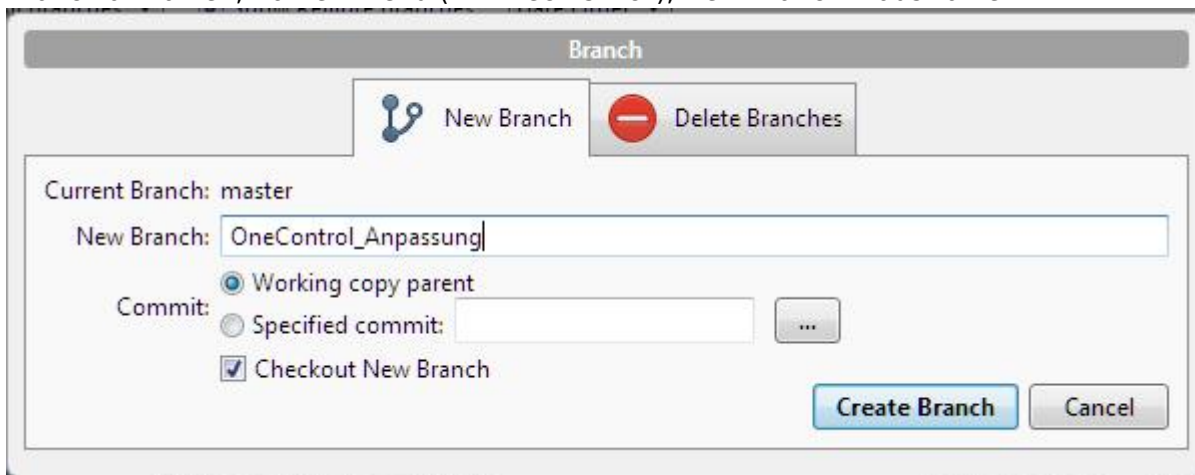 Branch
New Branch
Delete Branches
Current Branch: master
New Branch: OneControl_Anpassung
Commit:
Working copy parent
Specified commit:
...
Checkout New Branch
Create Branch
Cancel